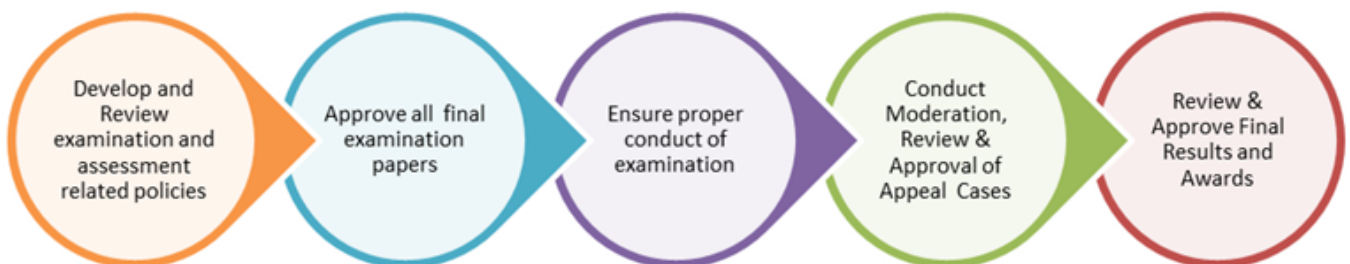 Develop and
Review
examination and
assessment
related policies
Approve all final
examination
papers
Ensure proper
conduct of
examination
Conduct
Moderation,
Review &
Approval of
Appeal Cases
Review &
Approve Final
Results and
Awards